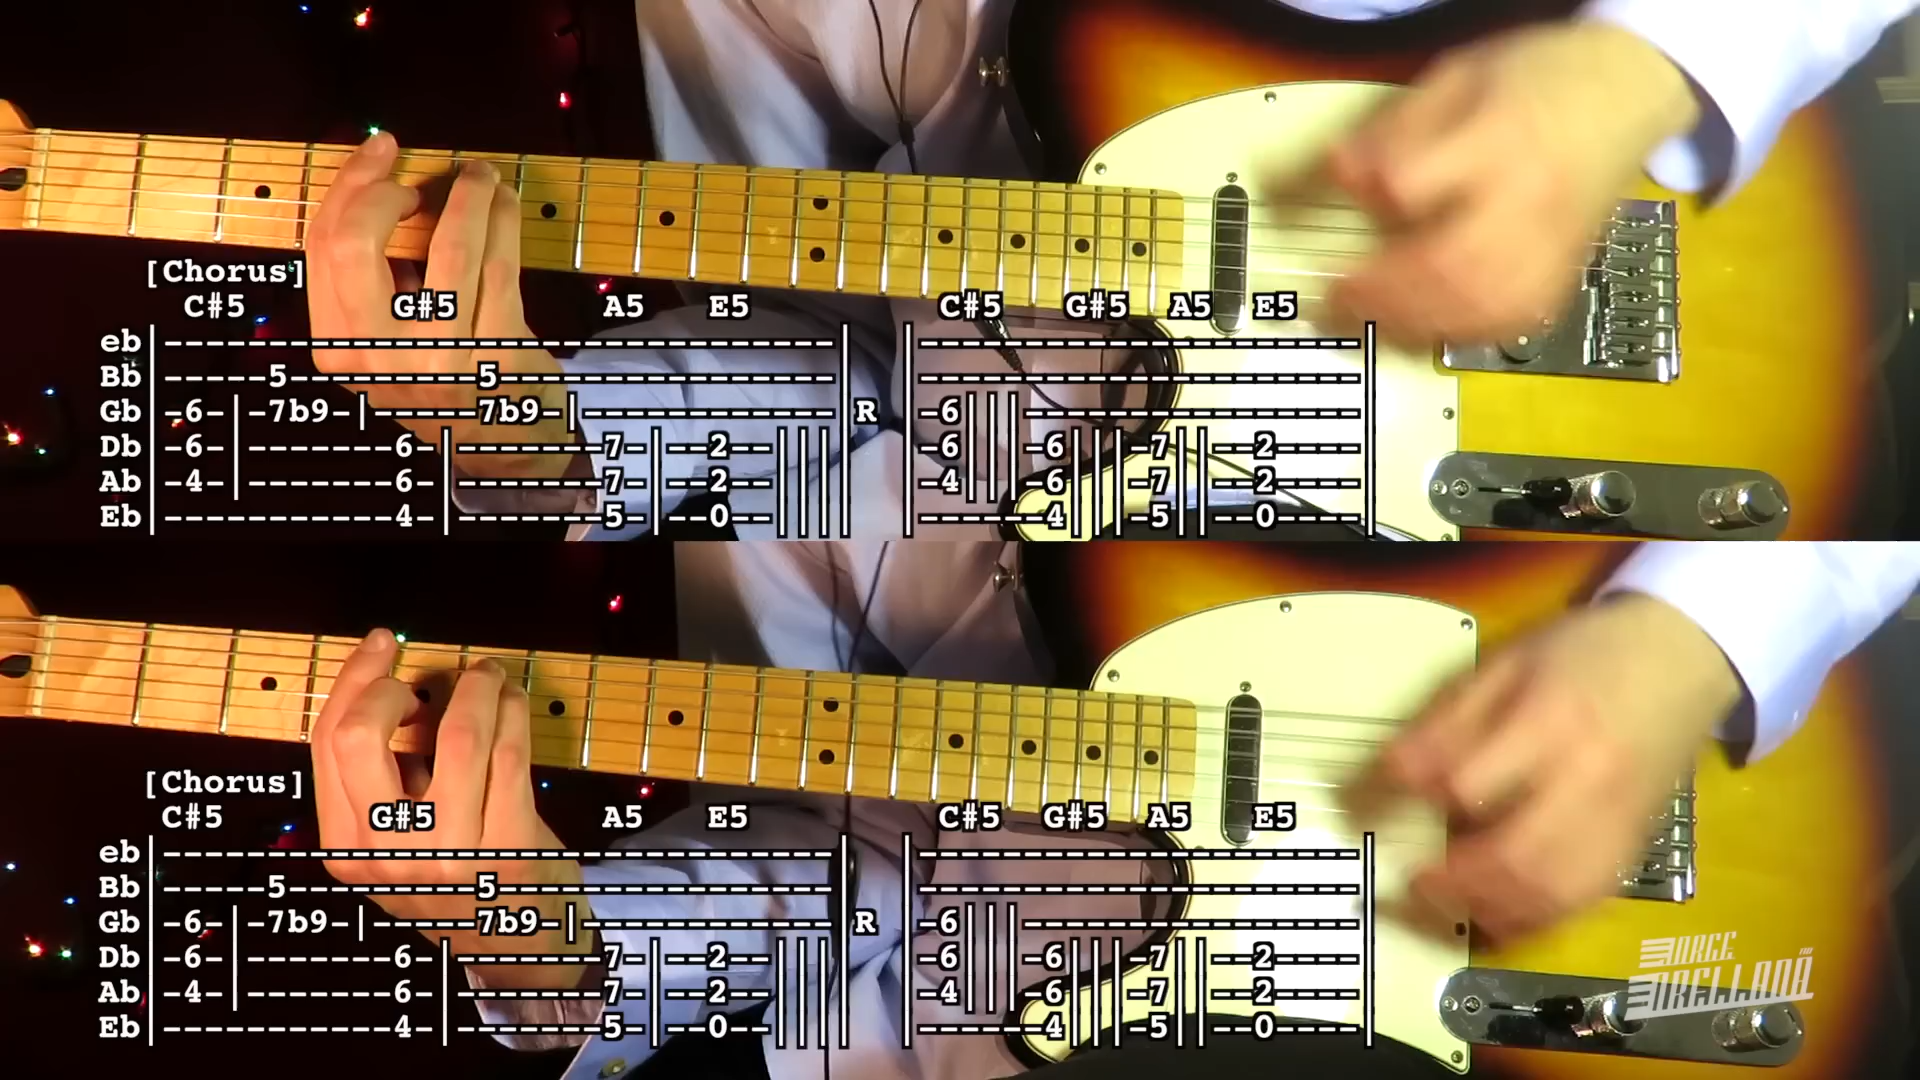 [Chorus]
C#5 G#5 A5 E5 C#5 G#5 A5 E5
eb|--------------------------------| |---------------------|
Bb|-----5---------5----------------| |---------------------|
Gb|-6-|-7b9-|-----7b9-|------------|R|-6|||----------------|
Db|-6-|-------6-|-------7-|--2--||||-6|||-6|||-7||--2----|
Ab|-4-|-------6-|-------7-|--2--||||-4|||-6|||-7||--2----|
Eb|-----------4-|-------5-|--0--||||------4|||-5||--0----|
[Chorus]
C#5 G#5 A5 E5 C#5 G#5 A5 E5
eb|--------------------------------| |---------------------|
Bb|-----5---------5----------------| |---------------------|
Gb|-6-|-7b9-|-----7b9-|------------|R|-6|||----------------|
Db|-6-|-------6-|-------7-|--2--||||-6|||-6|||-7||--2----|
Ab|-4-|-------6-|-------7-|--2--||||-4|||-6|||-7||--2----|
Eb|-----------4-|-------5-|--0--||||------4|||-5||--0----|
JORGE
ORELLANA